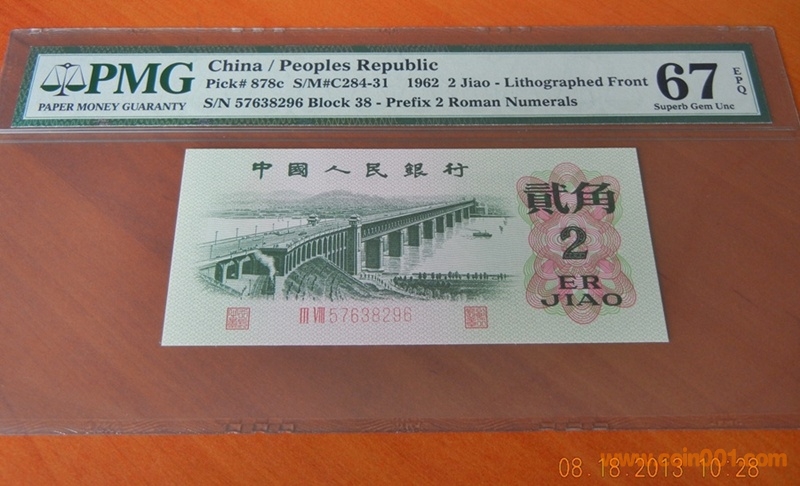 PMG
PAPER MONEY GUARANTY
China / Peoples Republic
Pick# 878c S/M#C284-31 1962 2 Jiao - Lithographed Front
S/N 57638296 Block 38 - Prefix 2 Roman Numerals
67
EPQ
Superb Gem Unc
中國人民銀行
貳角
2
ER
JIAO
III VIII 57638296
www.coin001.com
08.18.2013 10:28